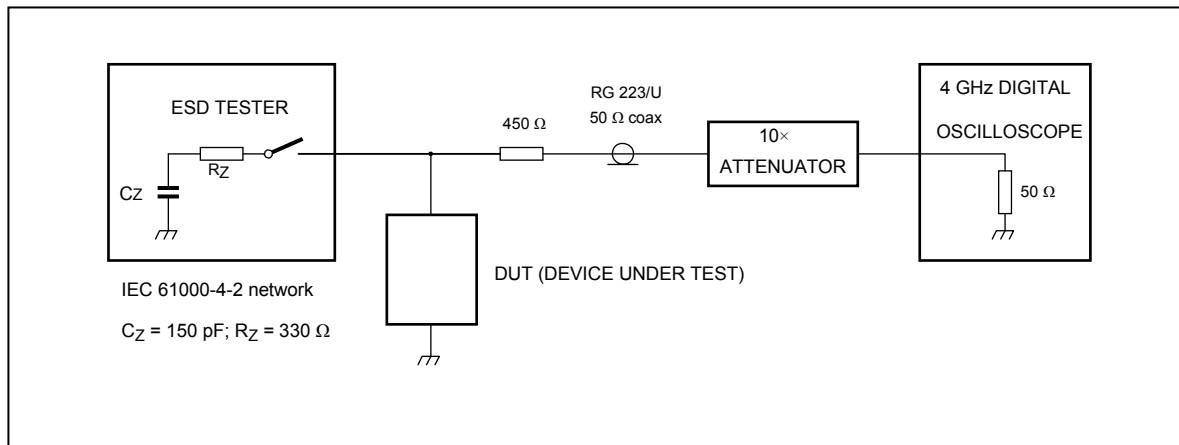 ESD TESTER
RZ
CZ
IEC 61000-4-2 network
CZ = 150 pF; RZ = 330 Ω
450 Ω
RG 223/U
50 Ω coax
DUT (DEVICE UNDER TEST)
10×
ATTENUATOR
4 GHz DIGITAL
OSCILLOSCOPE
50 Ω